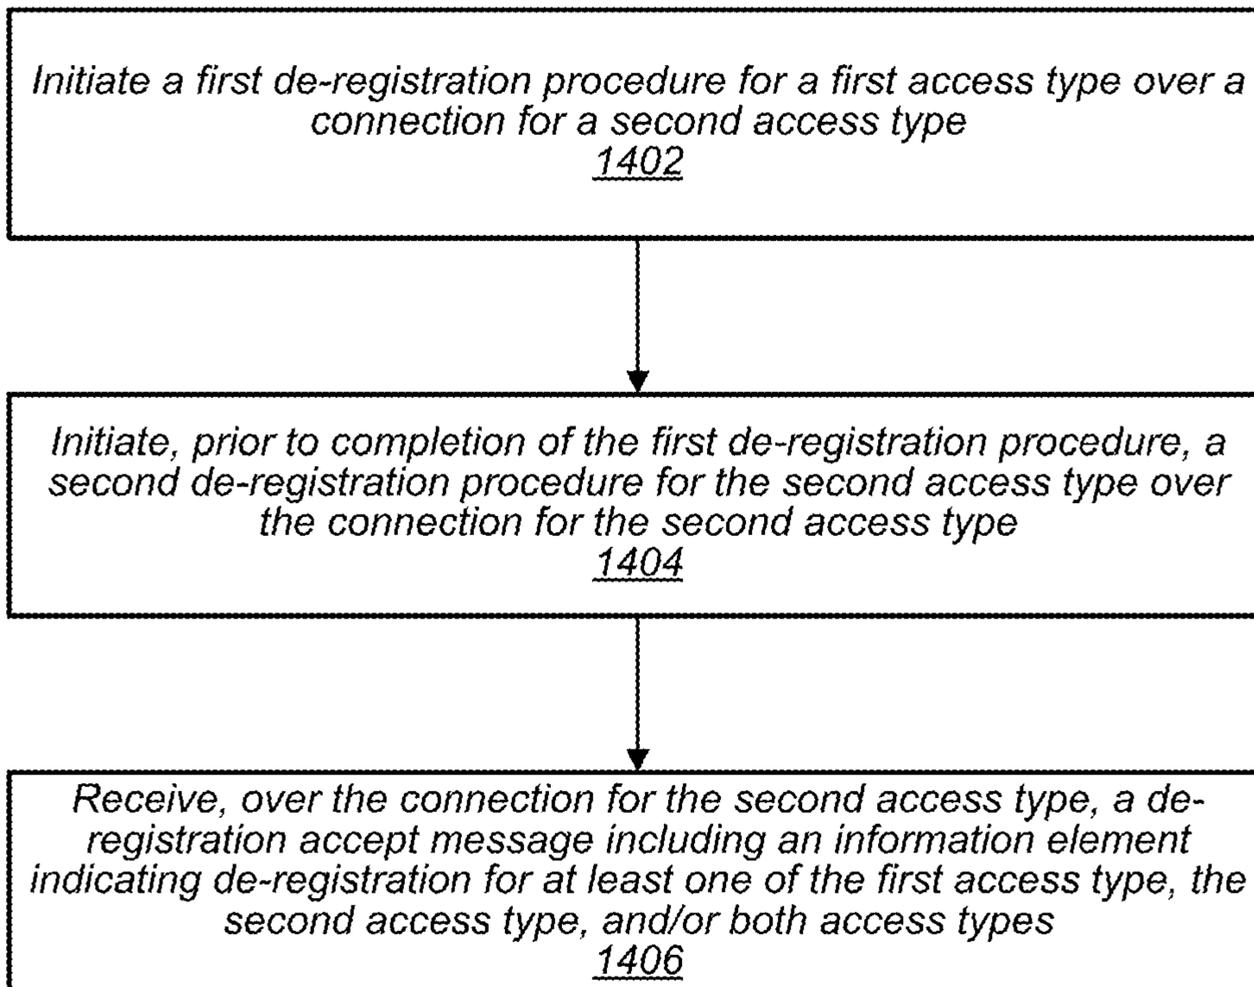 Initiate a first de-registration procedure for a first access type over a
connection for a second access type
1402
Initiate, prior to completion of the first de-registration procedure, a
second de-registration procedure for the second access type over
the connection for the second access type
1404
Receive, over the connection for the second access type, a de-
registration accept message including an information element
indicating de-registration for at least one of the first access type, the
second access type, and/or both access types
1406